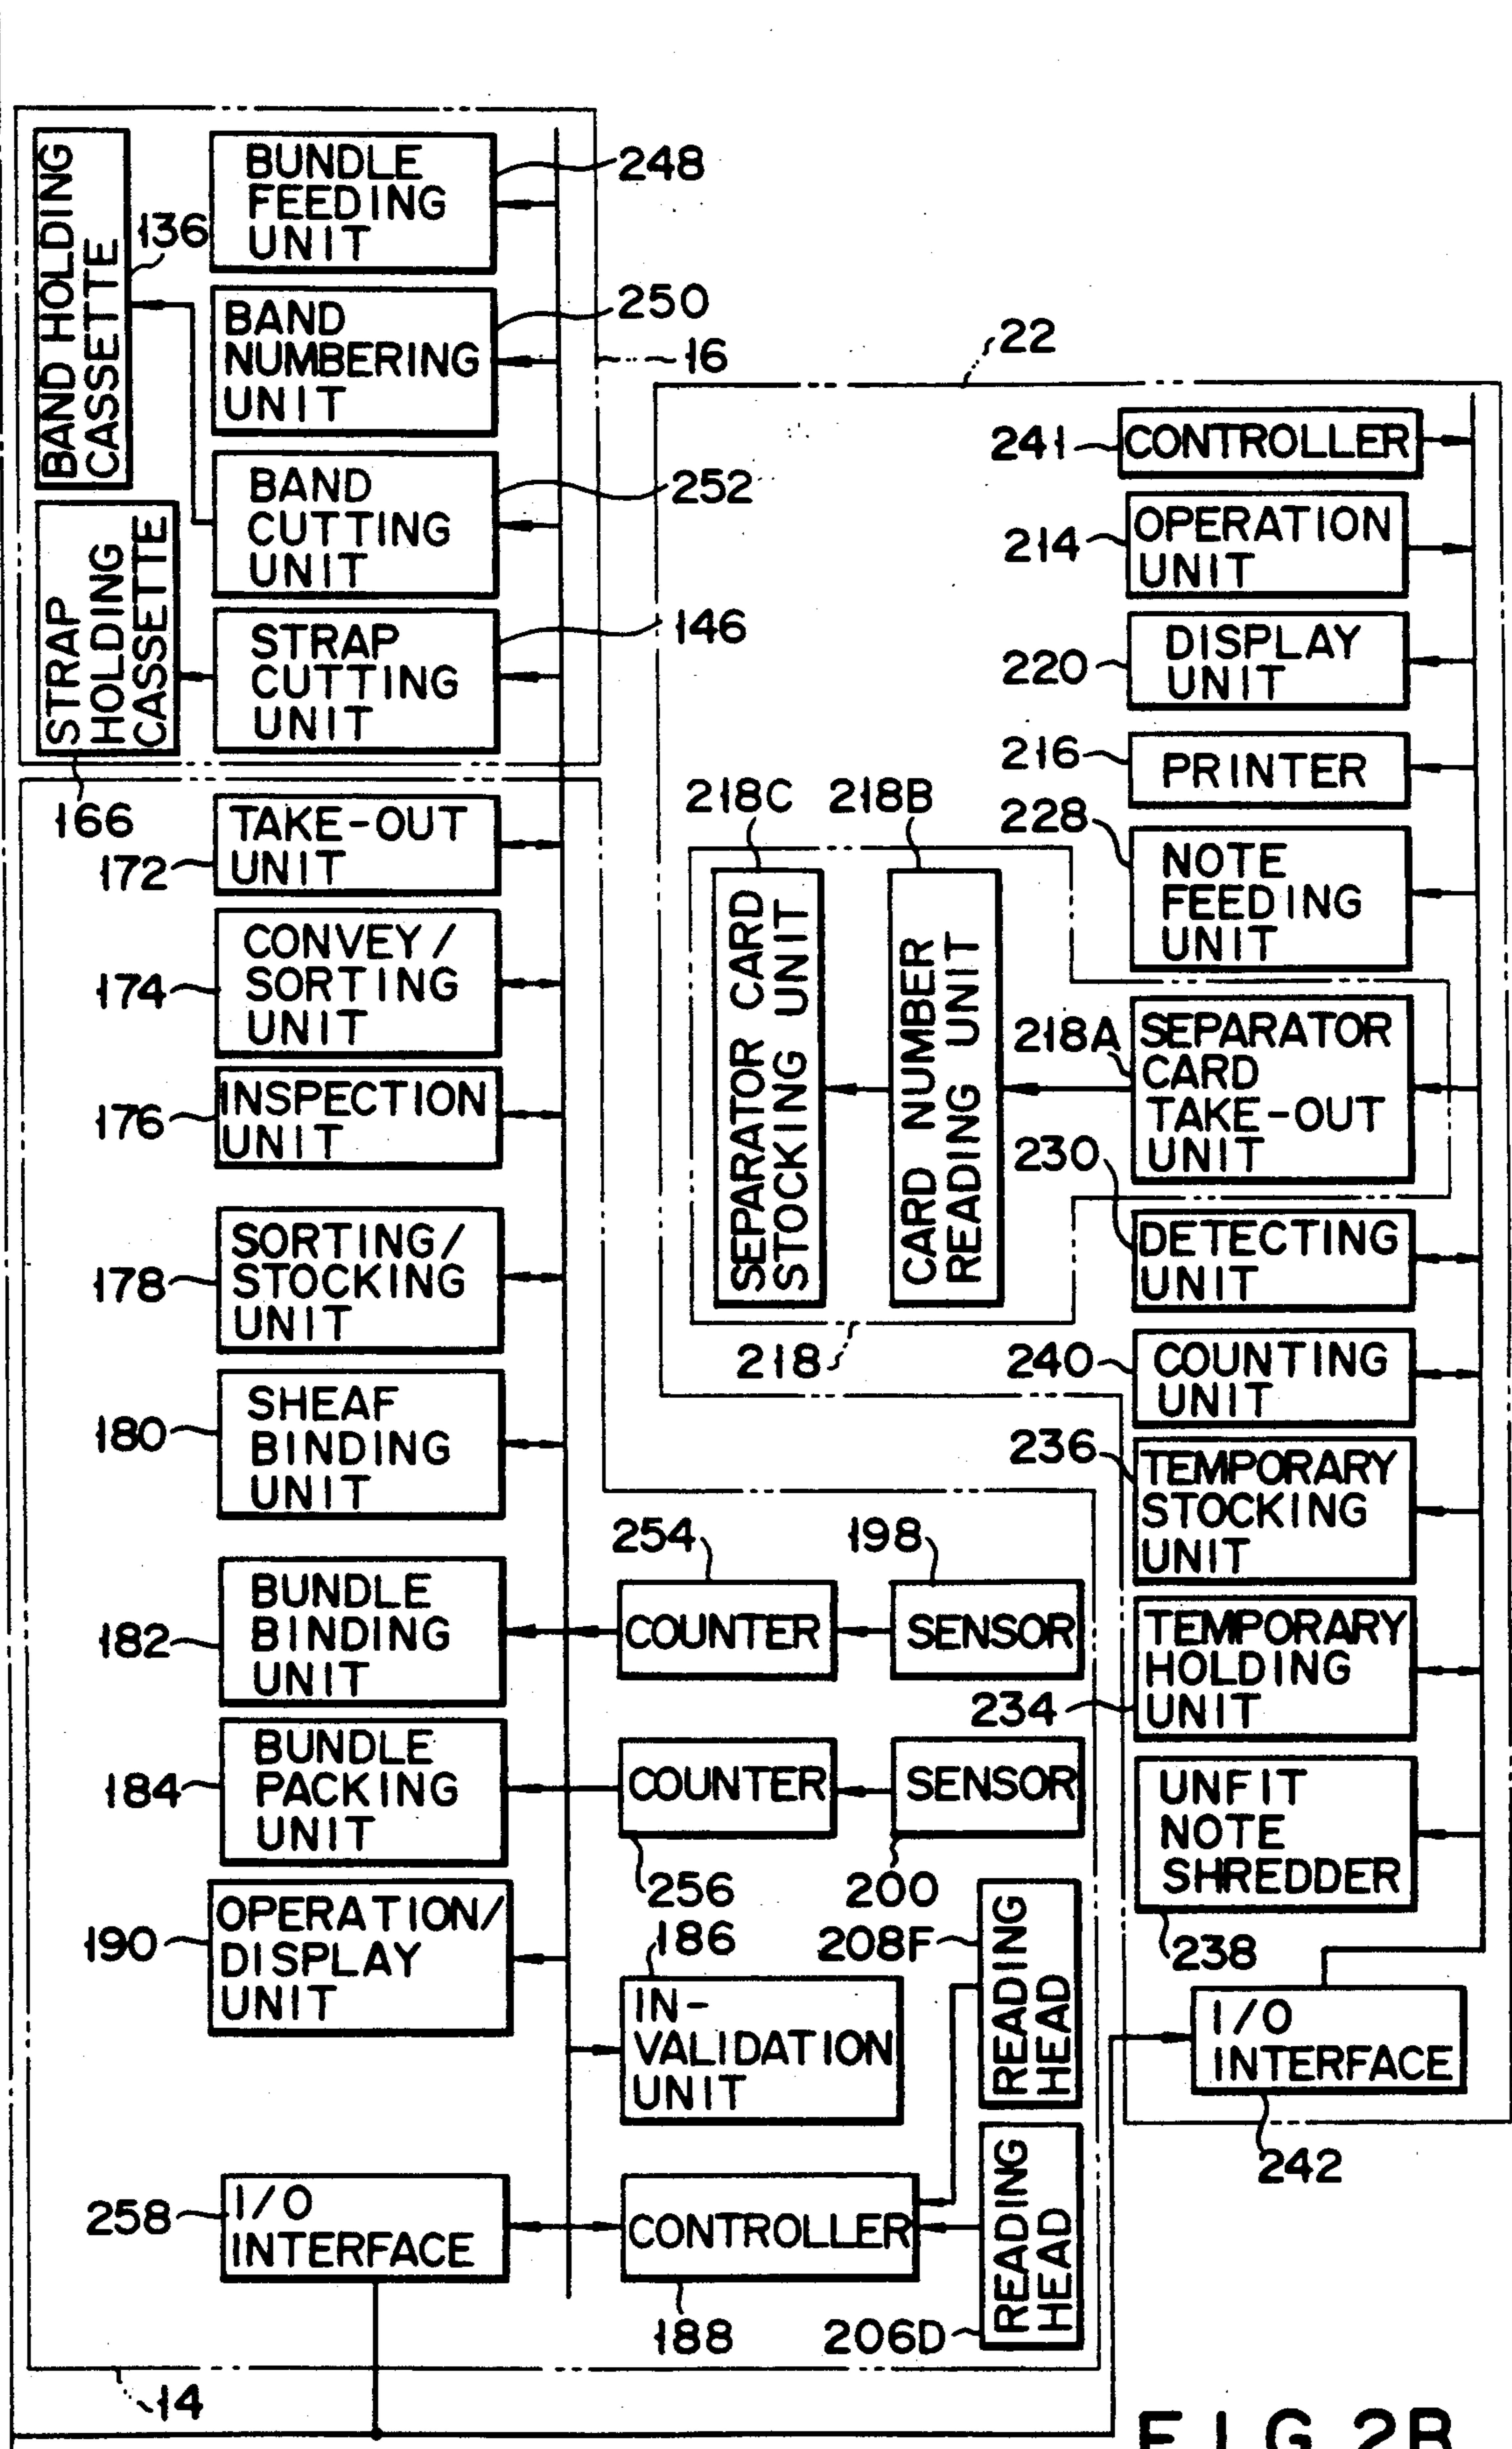 BAND HOLDING
CASSETTE
136
BUNDLE
FEEDING
UNIT
248
BAND
NUMBERING
UNIT
250
16
BAND
CUTTING
UNIT
252
STRAP
HOLDING
CASSETTE
166
STRAP
CUTTING
UNIT
146
TAKE-OUT
UNIT
172
CONVEY/
SORTING
UNIT
174
INSPECTION
UNIT
176
SORTING/
STOCKING
UNIT
178
SHEAF
BINDING
UNIT
180
BUNDLE
BINDING
UNIT
182
254
COUNTER
198
SENSOR
BUNDLE
PACKING
UNIT
184
COUNTER
256
SENSOR
200
OPERATION/
DISPLAY
UNIT
190
186
IN-
VALIDATION
UNIT
208F
READING
HEAD
I/O
INTERFACE
258
CONTROLLER
188
READING
HEAD
206D
14
22
241
CONTROLLER
214
OPERATION
UNIT
220
DISPLAY
UNIT
216
PRINTER
228
NOTE
FEEDING
UNIT
218C
SEPARATOR CARD
STOCKING UNIT
218B
CARD NUMBER
READING UNIT
218A
SEPARATOR
CARD
TAKE-OUT
UNIT
218
230
DETECTING
UNIT
240
COUNTING
UNIT
236
TEMPORARY
STOCKING
UNIT
TEMPORARY
HOLDING
UNIT
234
UNFIT
NOTE
SHREDDER
238
I/O
INTERFACE
242
FIG. 2B